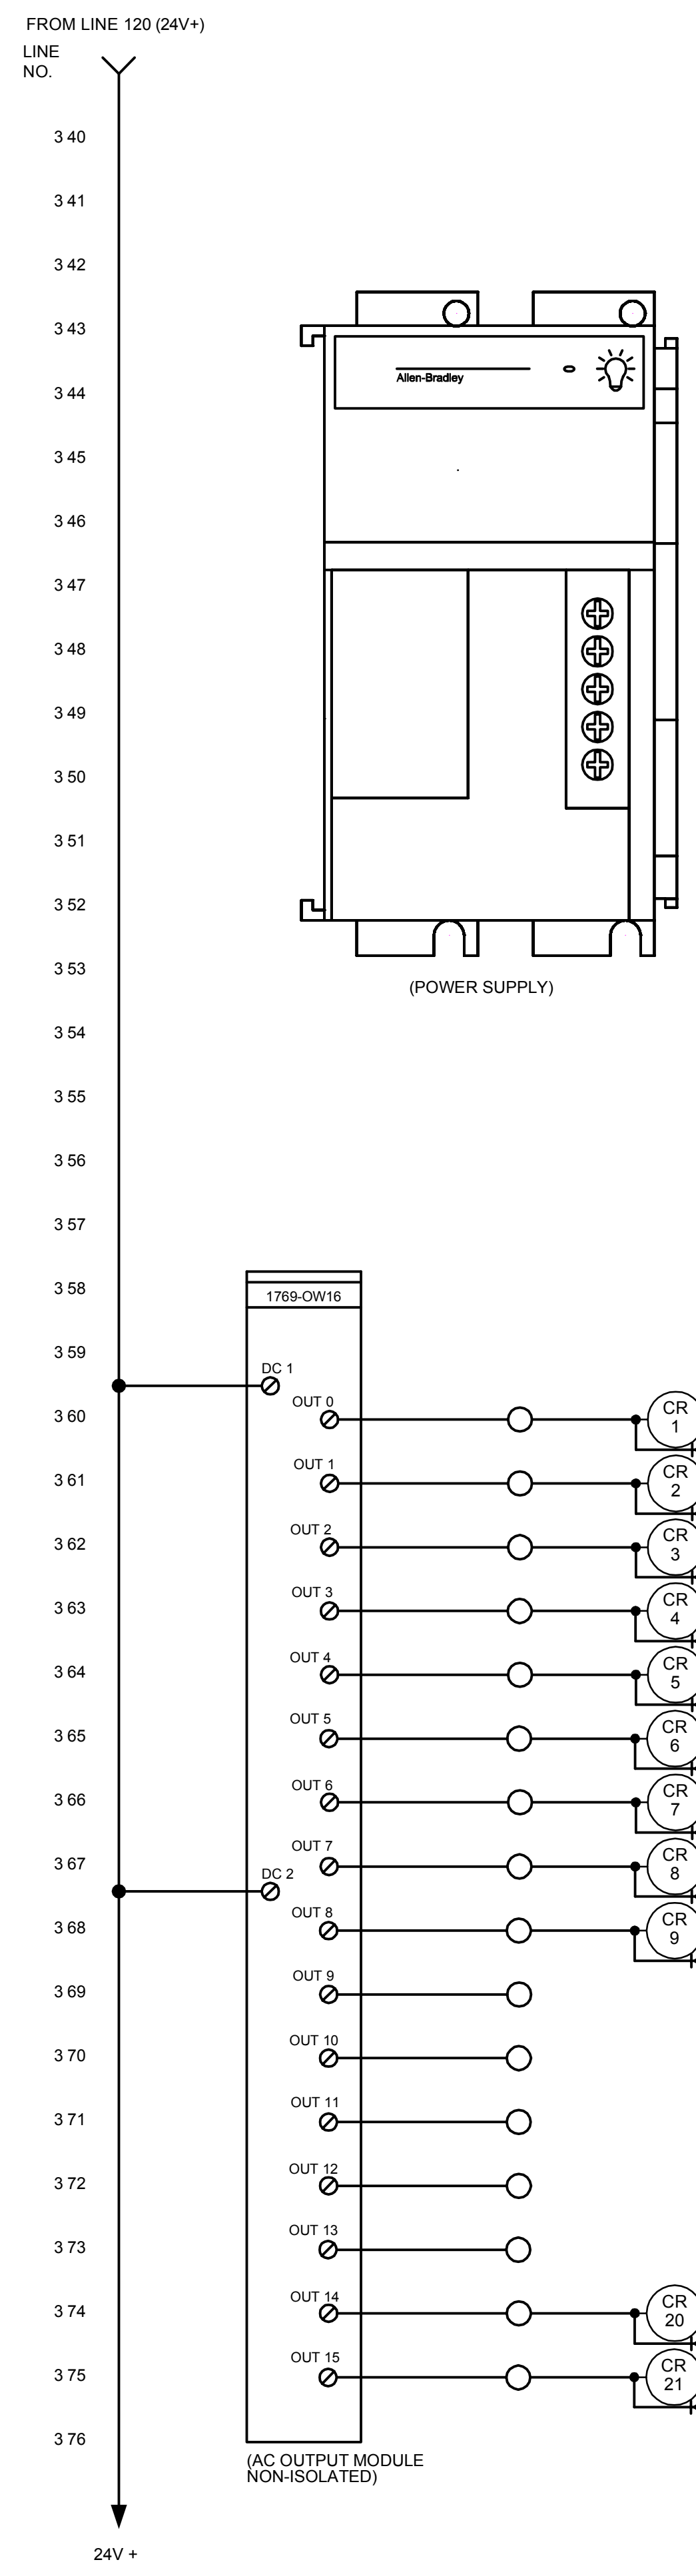 FROM LINE 120 (24V+)
LINE
NO.
3 40
3 41
3 42
3 43
Allen-Bradley
3 44
3 45
3 46
3 47
3 48
3 49
3 50
3 51
3 52
3 53
(POWER SUPPLY)
3 54
3 55
3 56
3 57
3 58
1769-OW16
3 59
DC 1
OUT 0
3 60
CR
1
OUT 1
3 61
CR
2
OUT 2
3 62
CR
3
OUT 3
3 63
CR
4
OUT 4
3 64
CR
5
OUT 5
3 65
CR
6
OUT 6
3 66
CR
7
OUT 7
3 67
CR
8
DC 2
OUT 8
3 68
CR
9
OUT 9
3 69
OUT 10
3 70
OUT 11
3 71
OUT 12
3 72
OUT 13
3 73
OUT 14
3 74
CR
20
OUT 15
3 75
CR
21
3 76
(AC OUTPUT MODULE
NON-ISOLATED)
24V +